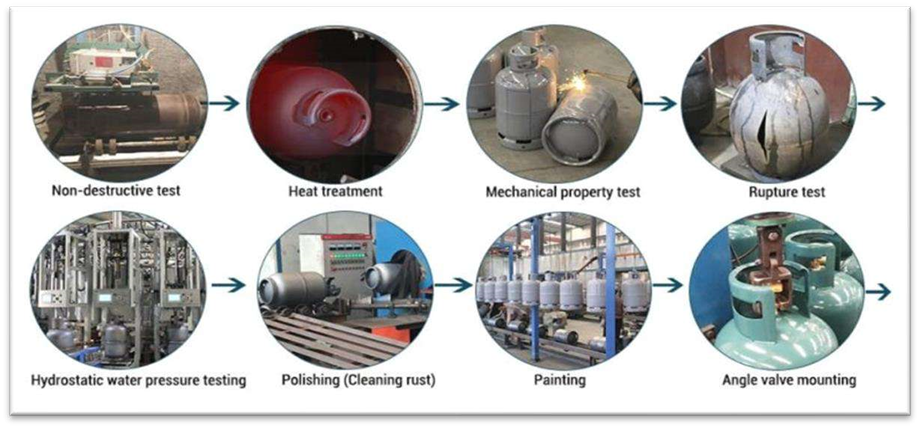 Non-destructive test
Heat treatment
Mechanical property test
Rupture test
Hydrostatic water pressure testing
Polishing (Cleaning rust)
Painting
Angle valve mounting